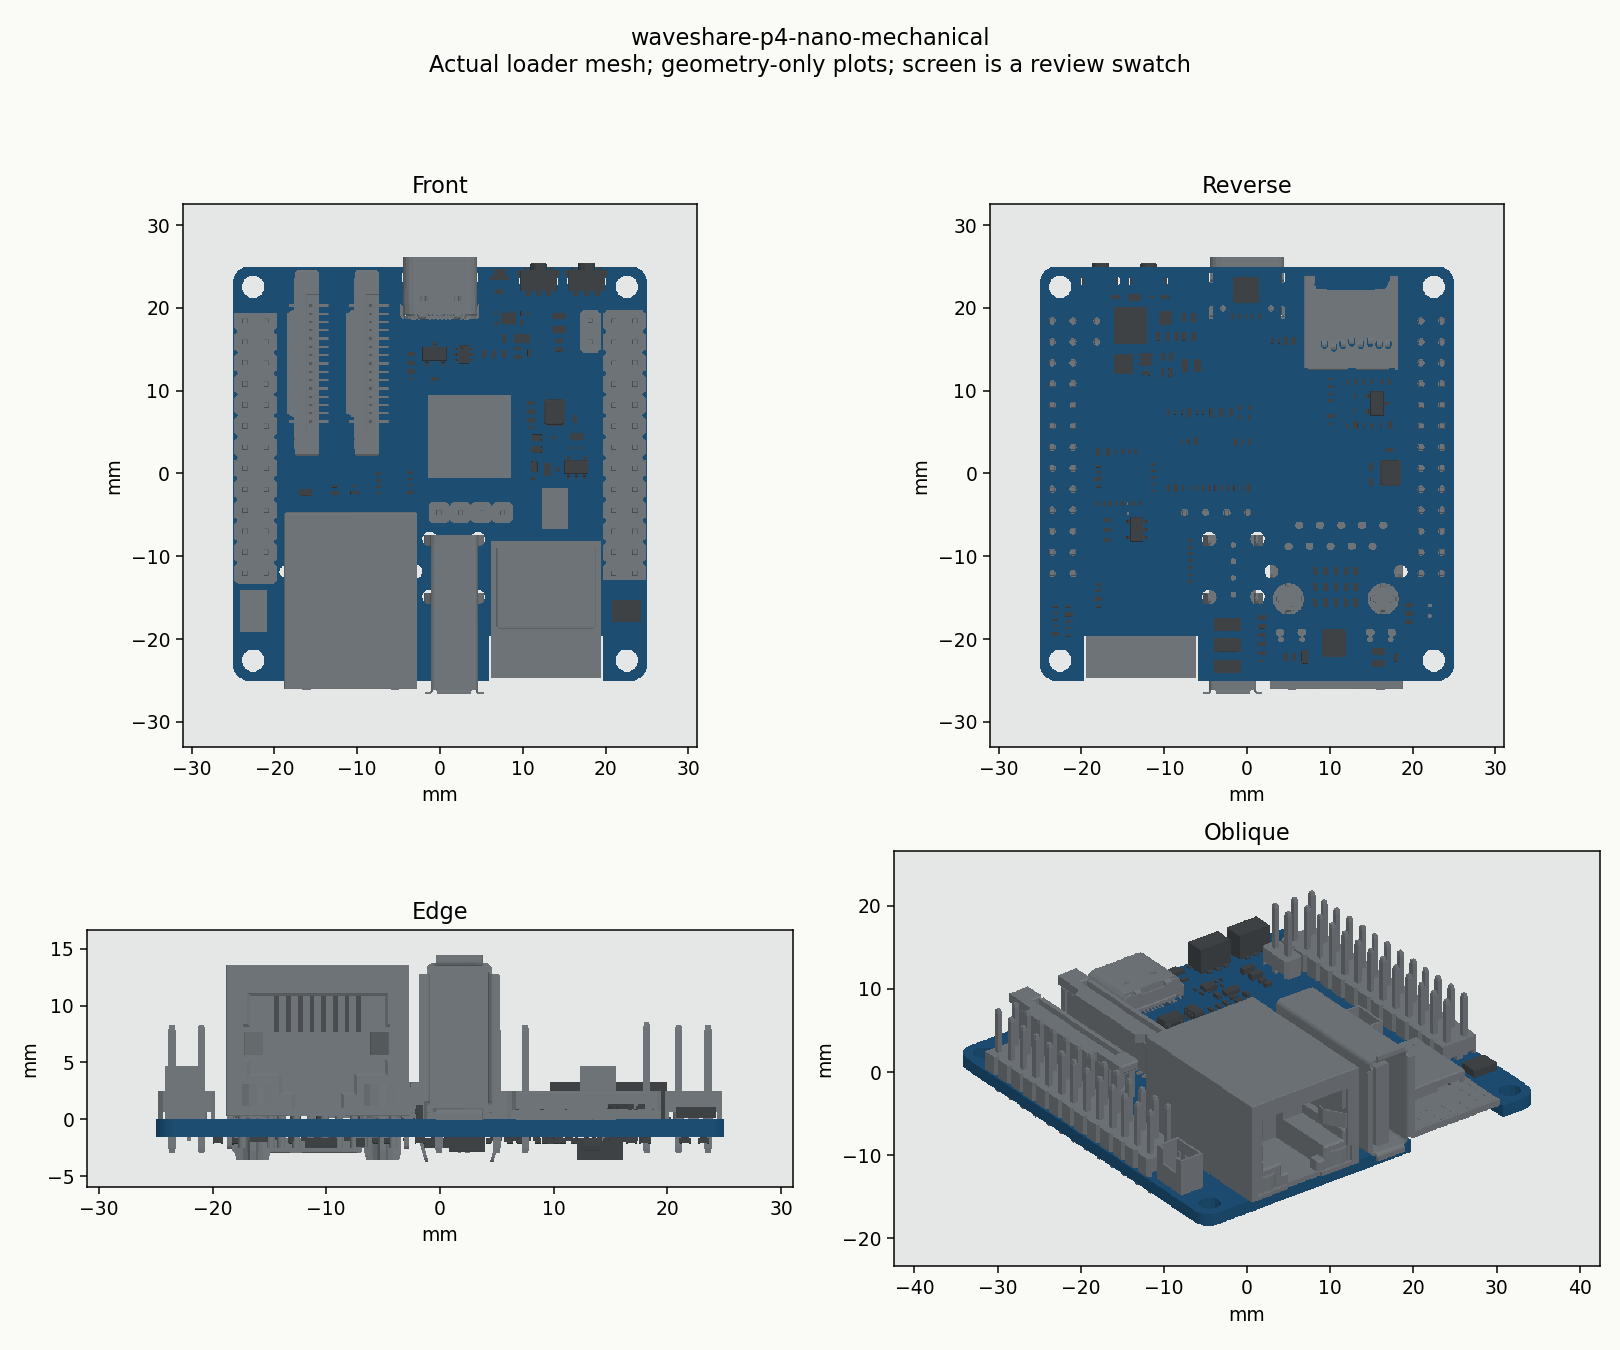 waveshare-p4-nano-mechanical
Actual loader mesh; geometry-only plots; screen is a review swatch
Front
30
20
10
0
−10
−20
−30
mm
−30 −20 −10 0 10 20 30
mm
Reverse
30
20
10
0
−10
−20
−30
mm
−30 −20 −10 0 10 20 30
mm
Edge
15
10
5
0
−5
mm
−30 −20 −10 0 10 20 30
mm
Oblique
20
10
0
−10
−20
mm
−40 −30 −20 −10 0 10 20 30 40
mm